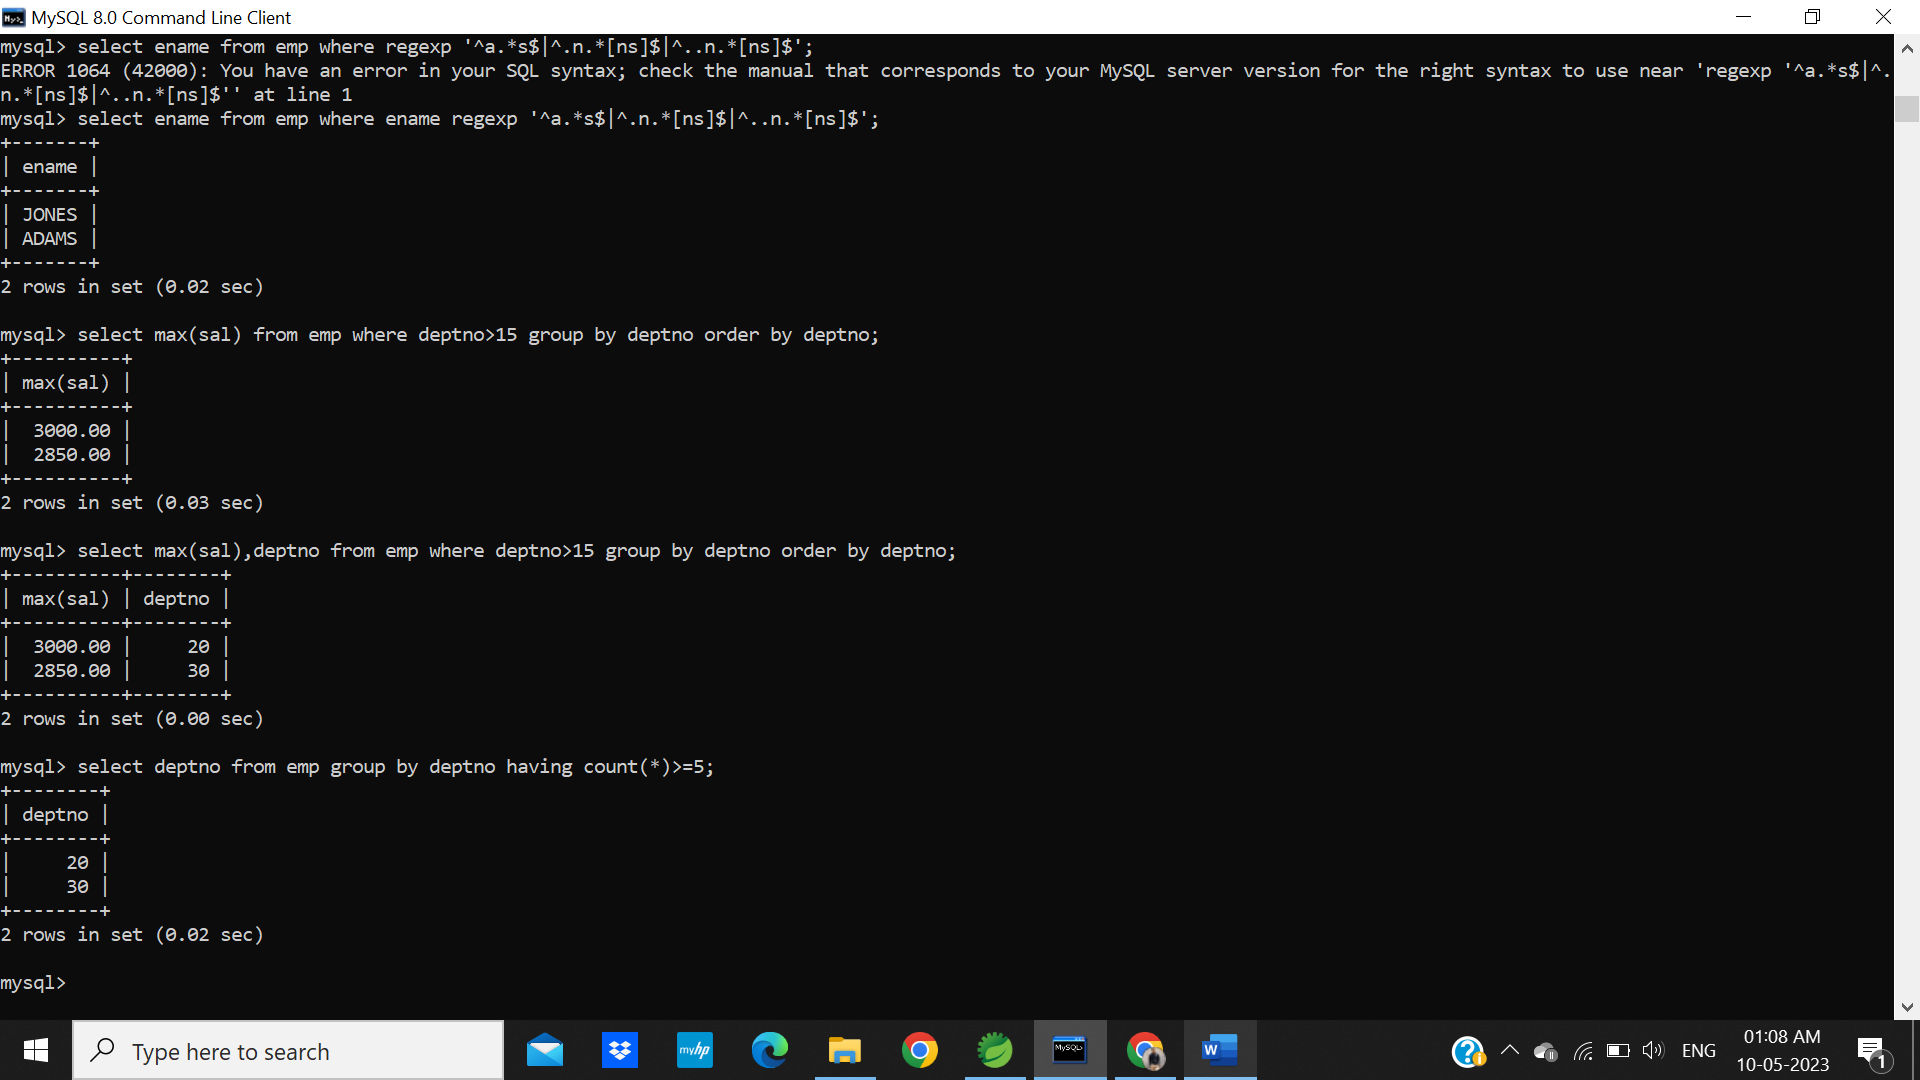 MySQL 8.0 Command Line Client
mysql> select ename from emp where regexp '^a.*s$|^.n.*[ns]$|^..n.*[ns]$';
ERROR 1064 (42000): You have an error in your SQL syntax; check the manual that corresponds to your MySQL server version for the right syntax to use near 'regexp '^a.*s$|^.
n.*[ns]$|^..n.*[ns]$'' at line 1
mysql> select ename from emp where ename regexp '^a.*s$|^.n.*[ns]$|^..n.*[ns]$';
+-------+
| ename |
+-------+
| JONES |
| ADAMS |
+-------+
2 rows in set (0.02 sec)
mysql> select max(sal) from emp where deptno>15 group by deptno order by deptno;
+----------+
| max(sal) |
+----------+
|  3000.00 |
|  2850.00 |
+----------+
2 rows in set (0.03 sec)
mysql> select max(sal),deptno from emp where deptno>15 group by deptno order by deptno;
+----------+--------+
| max(sal) | deptno |
+----------+--------+
|  3000.00 |     20 |
|  2850.00 |     30 |
+----------+--------+
2 rows in set (0.00 sec)
mysql> select deptno from emp group by deptno having count(*)>=5;
+--------+
| deptno |
+--------+
|     20 |
|     30 |
+--------+
2 rows in set (0.02 sec)
mysql>
Type here to search
myhp
MySQL>
W
ENG
01:08 AM
10-05-2023
1